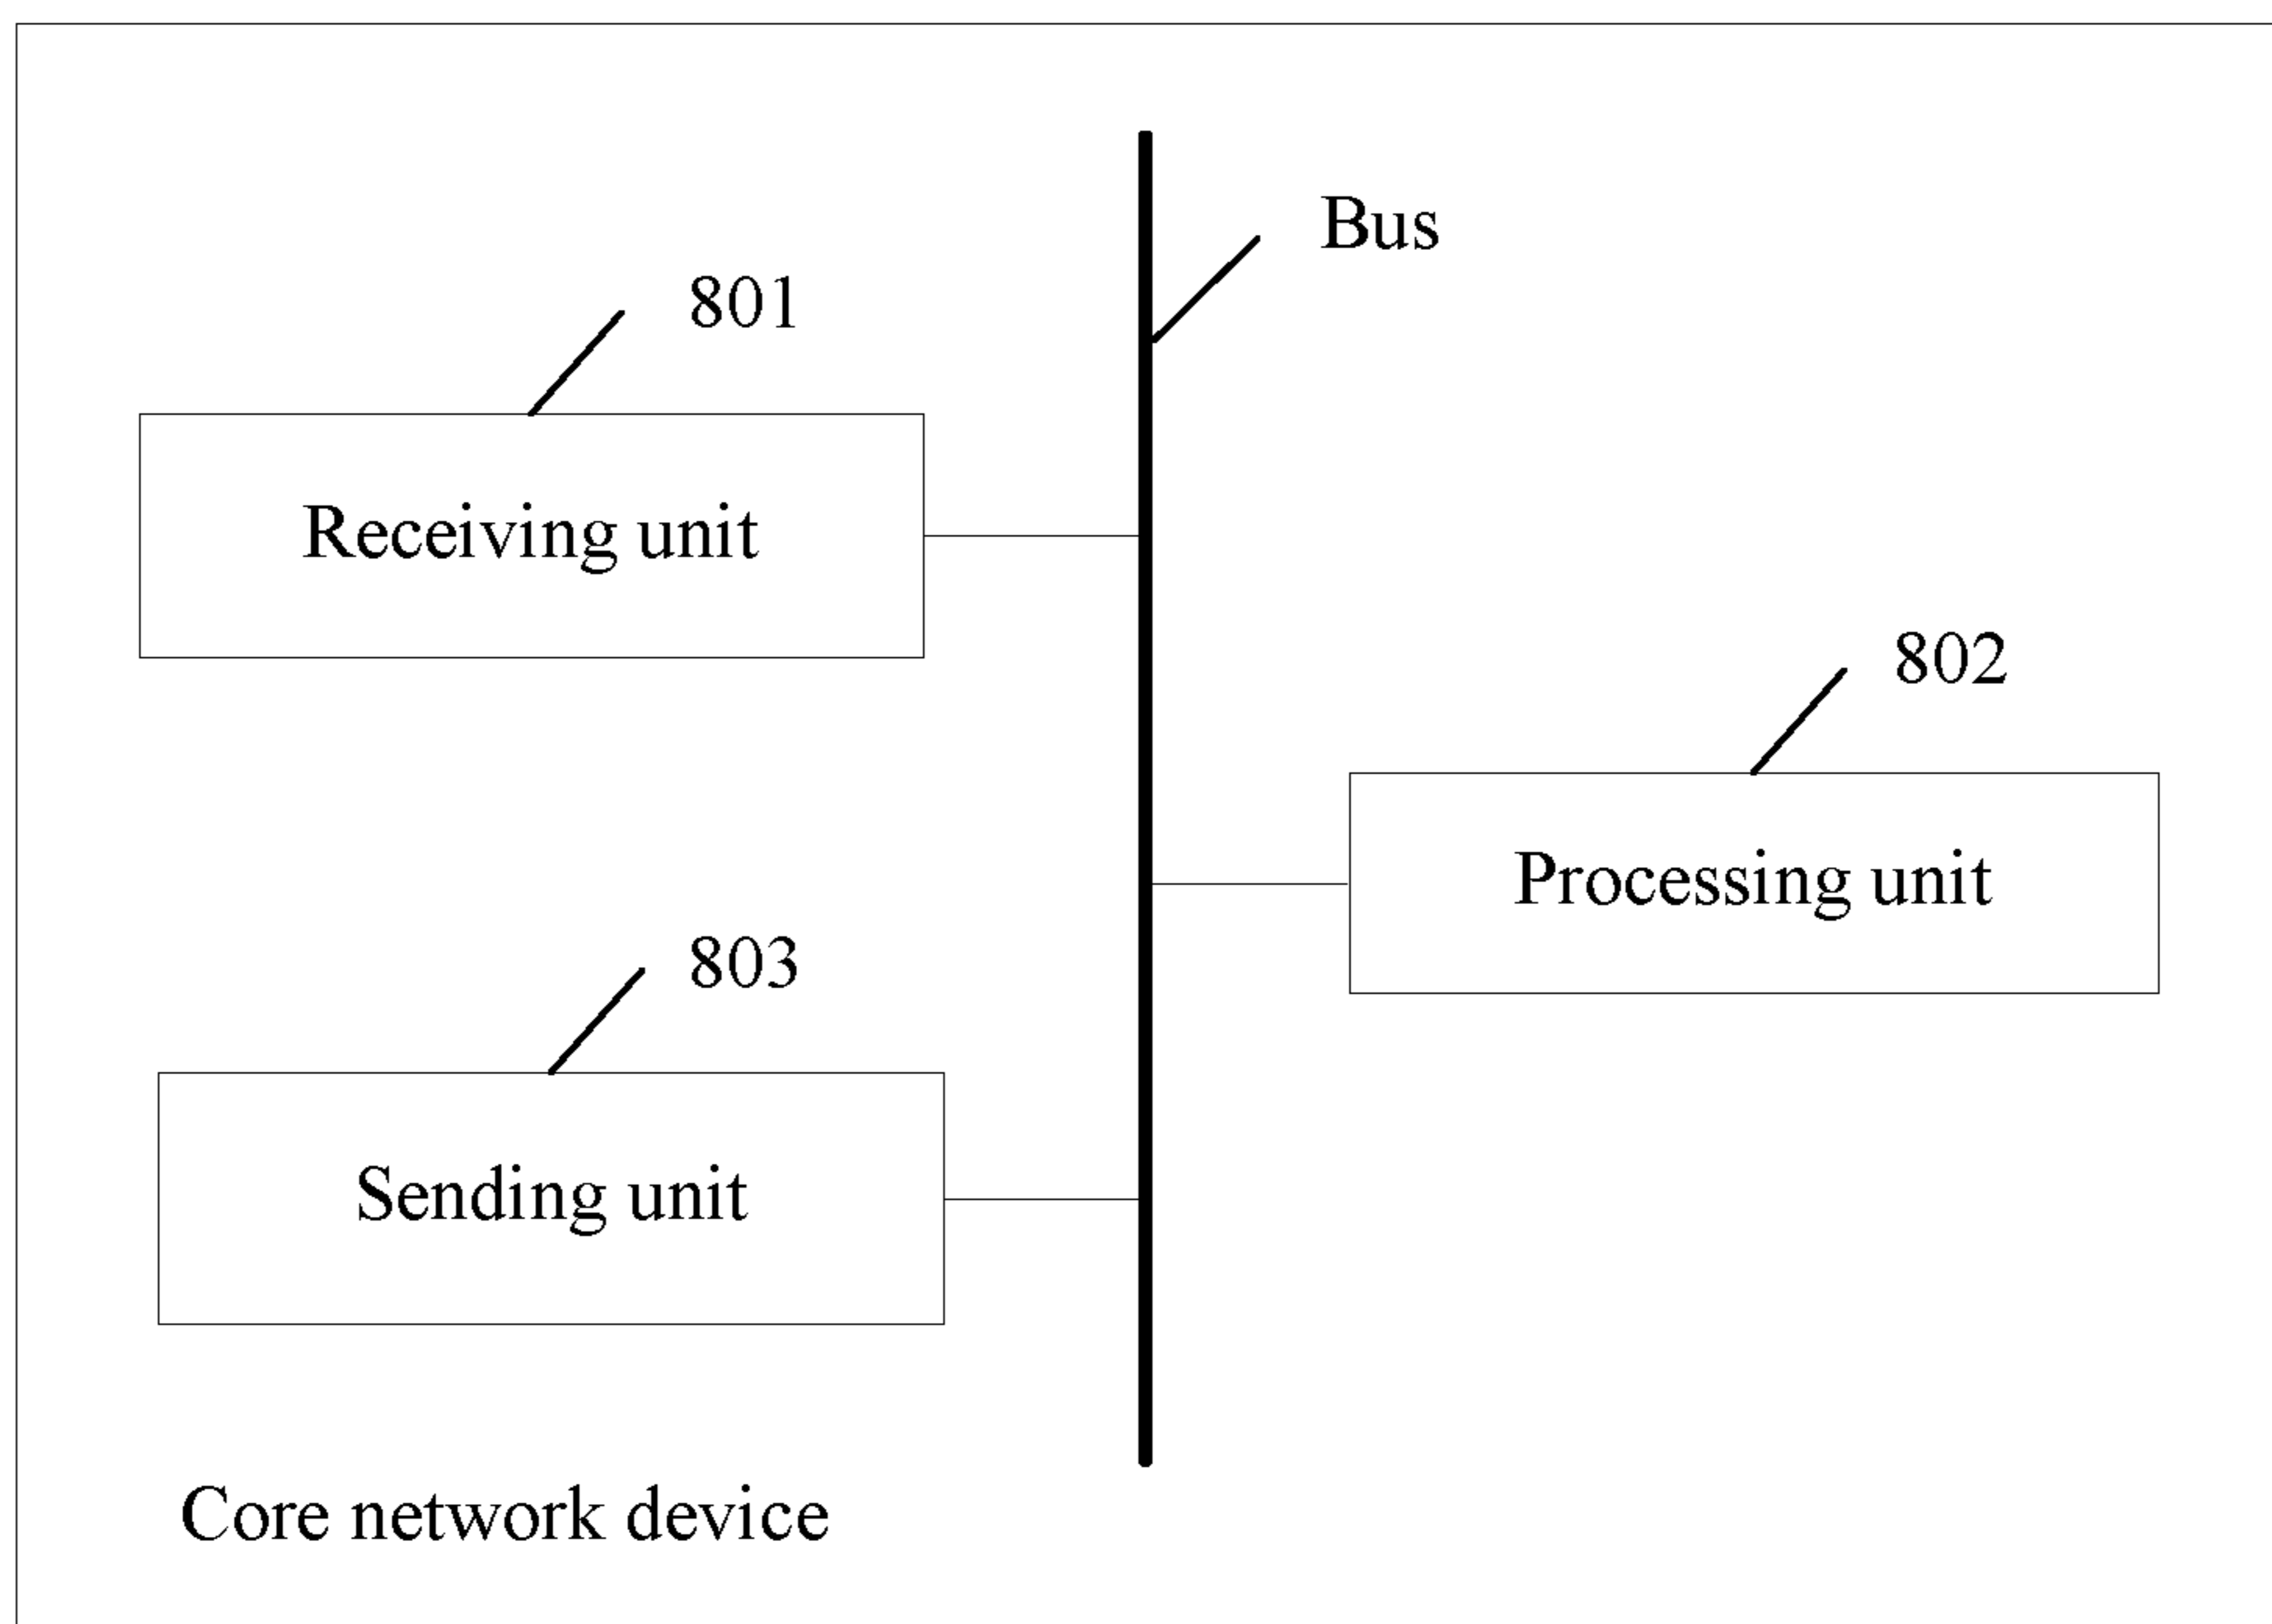 Bus
801
Receiving unit
802
Processing unit
803
Sending unit
Core network device